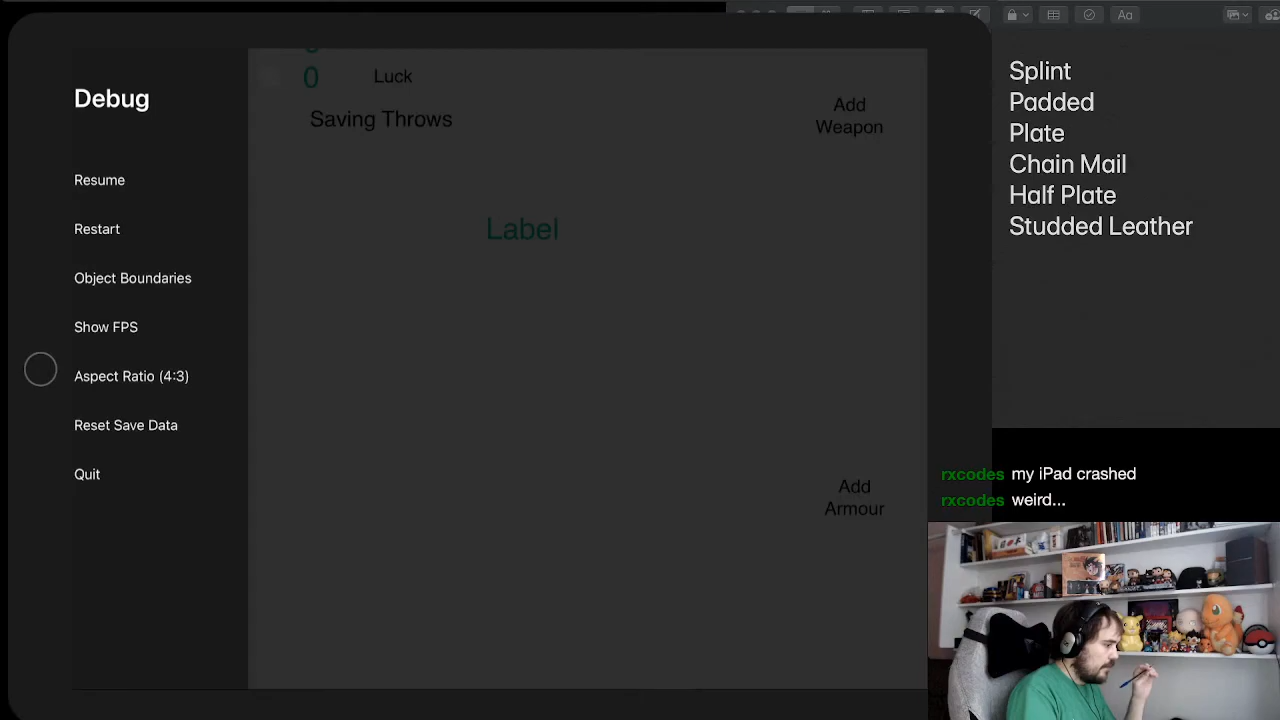 Debug
Resume
Restart
Object Boundaries
Show FPS
Aspect Ratio (4:3)
Reset Save Data
Quit
0
Luck
Saving Throws
Add
Weapon
Label
Add
Armour
Aa
Splint
Padded
Plate
Chain Mail
Half Plate
Studded Leather
rxcodes my iPad crashed
rxcodes weird...